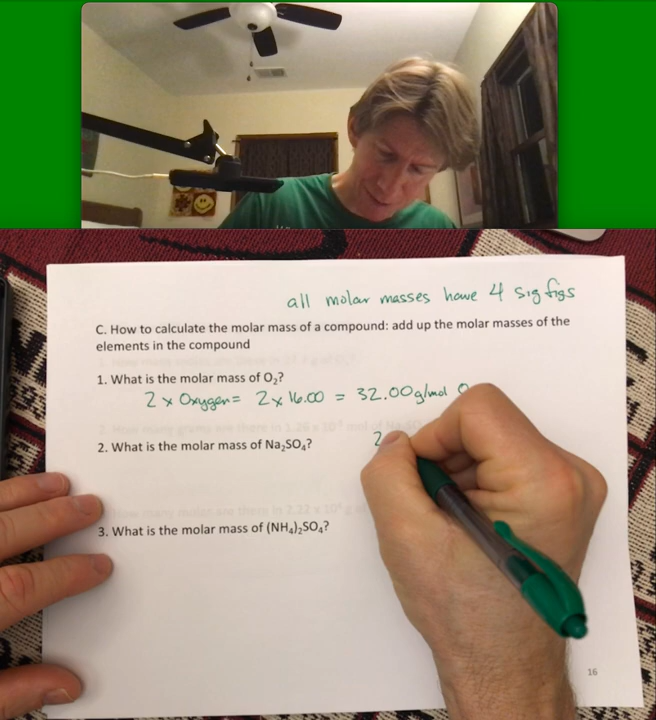 all molar masses have 4 sig figs
C. How to calculate the molar mass of a compound: add up the molar masses of the
elements in the compound
1. What is the molar mass of O₂?
2 x Oxygen = 2 x 16.00 = 32.00 g/mol O
2. What is the molar mass of Na₂SO₄?
2
3. What is the molar mass of (NH₄)₂SO₄?
16